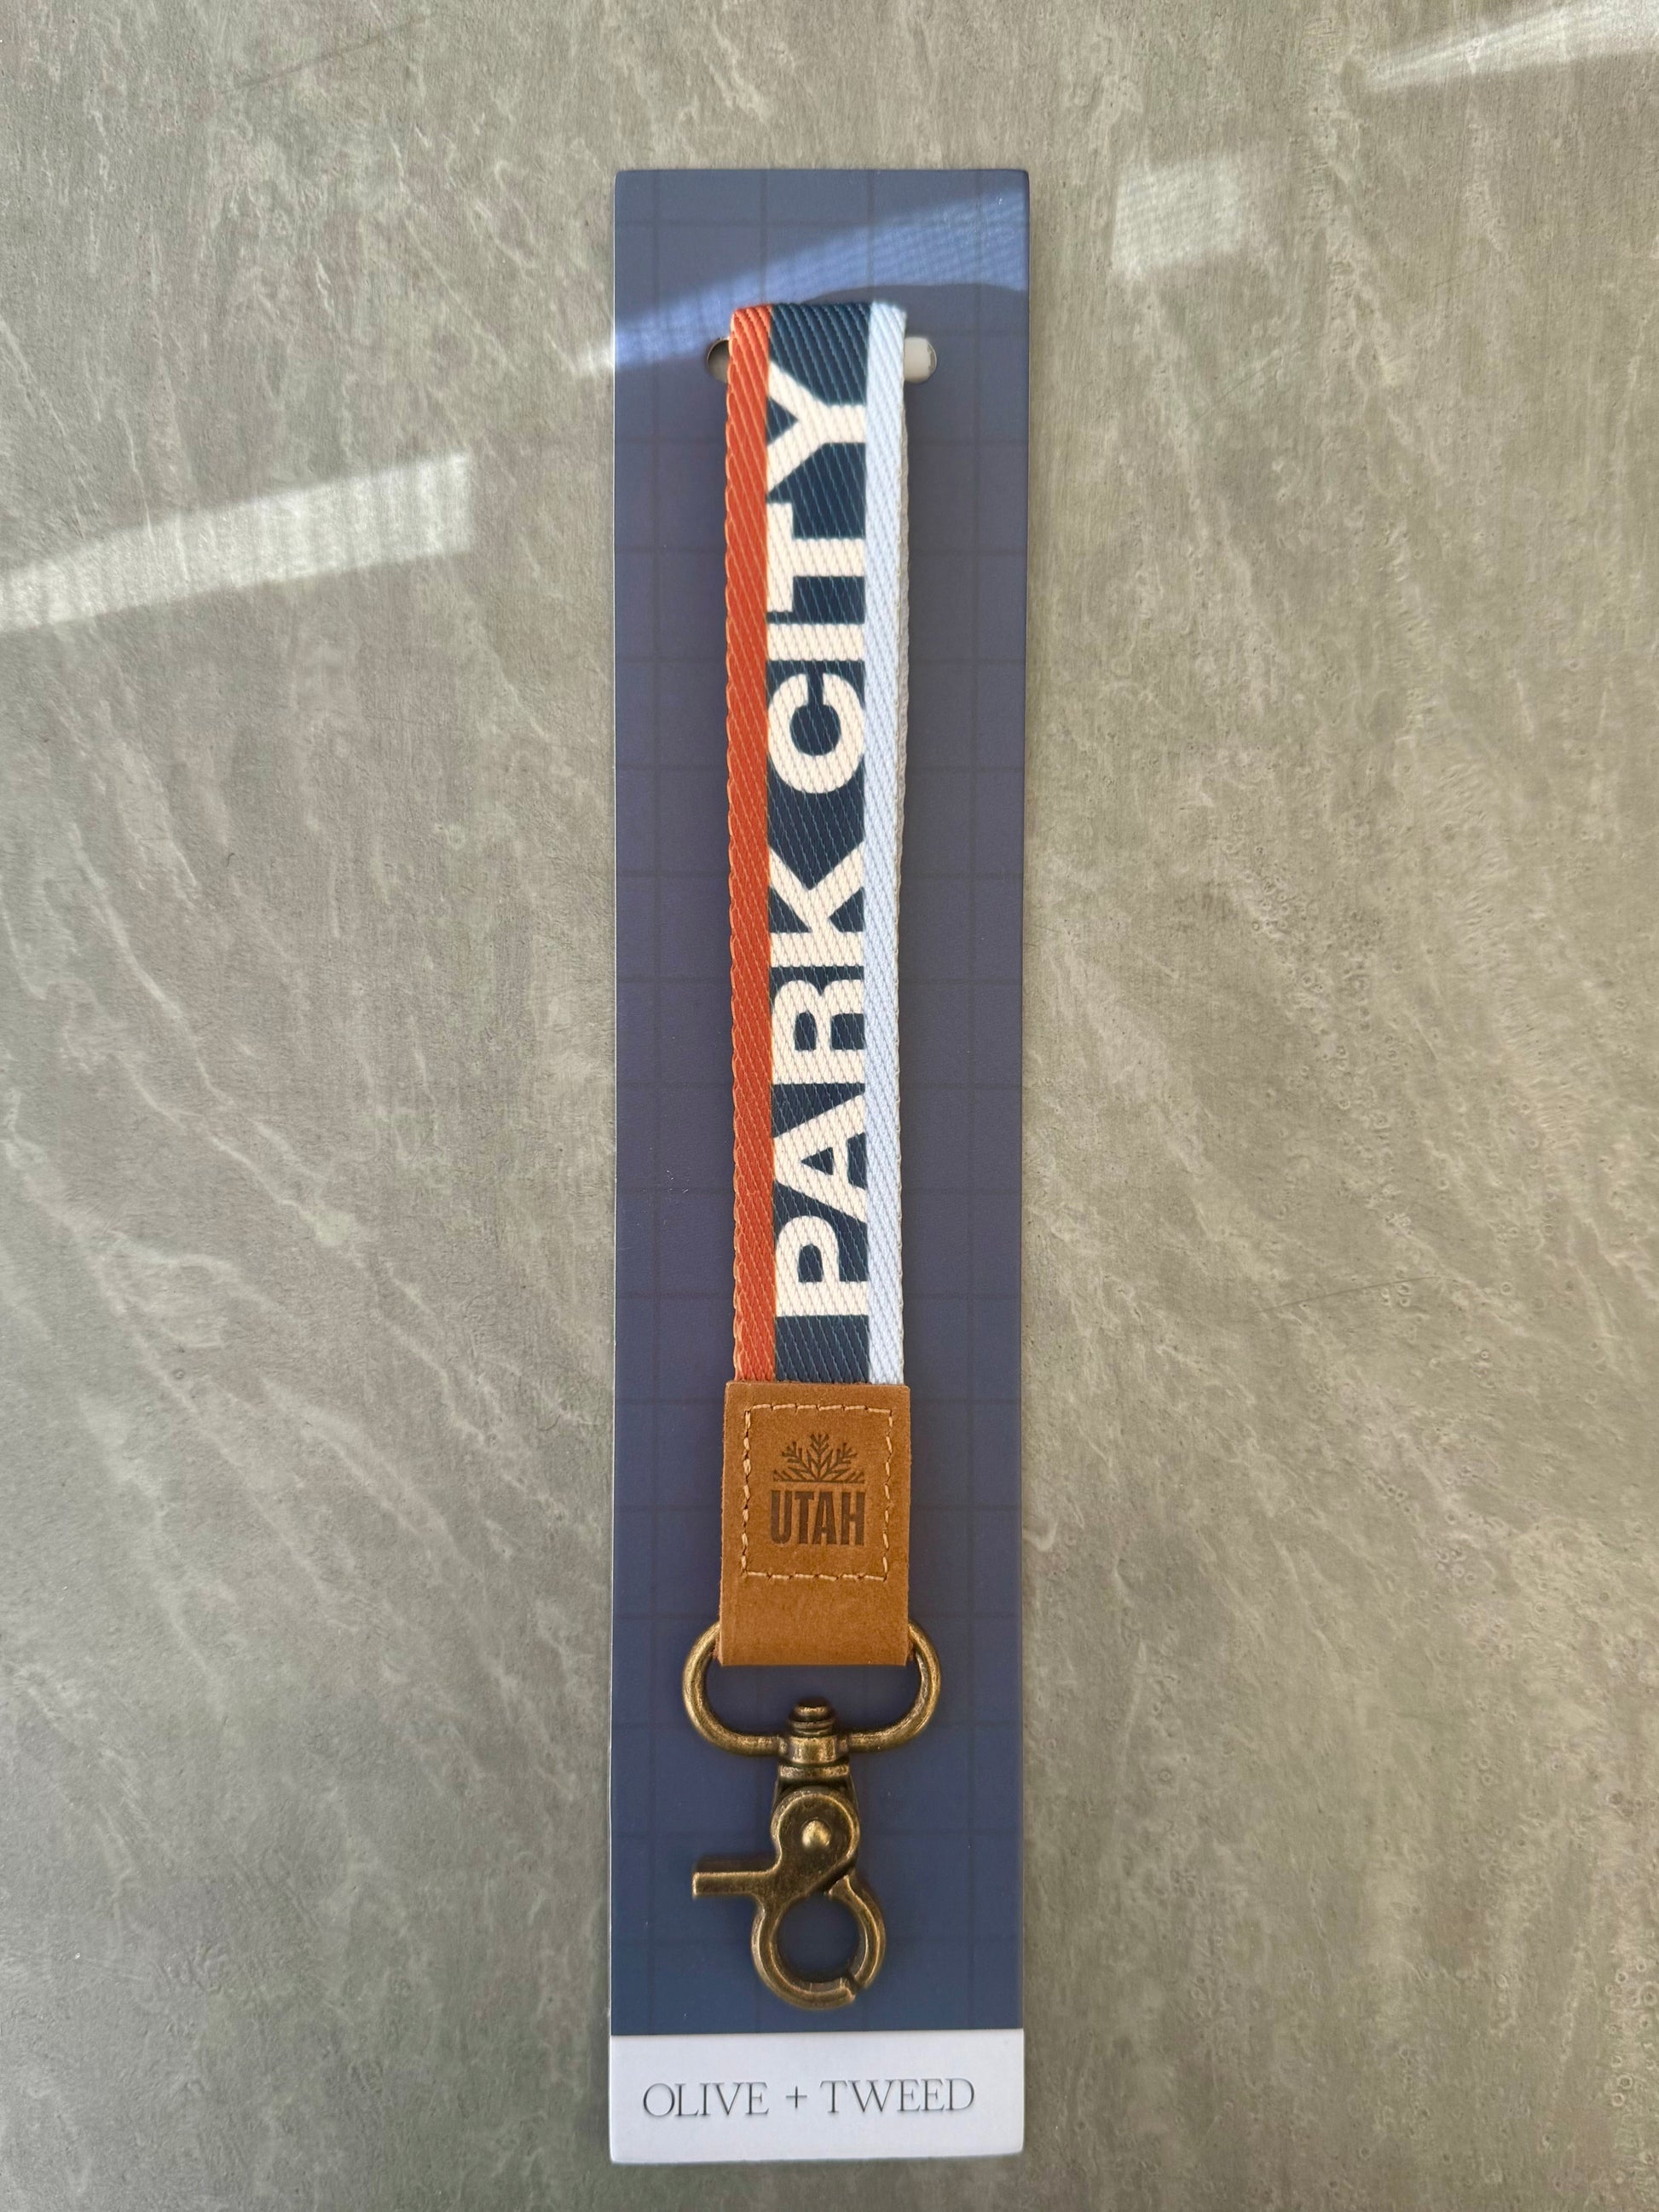 PARK CITY
UTAH
OLIVE + TWEED